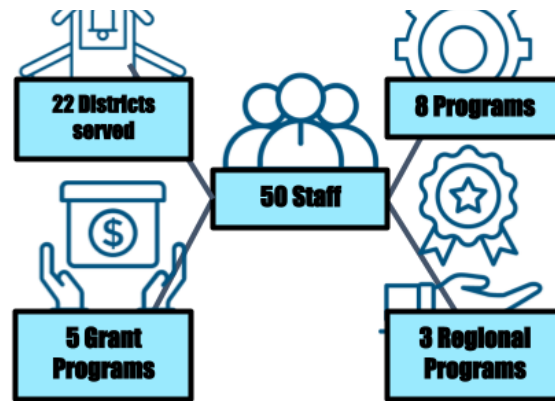 22 Districts
served
8 Programs
50 Staff
$
5 Grant
Programs
3 Regional
Programs